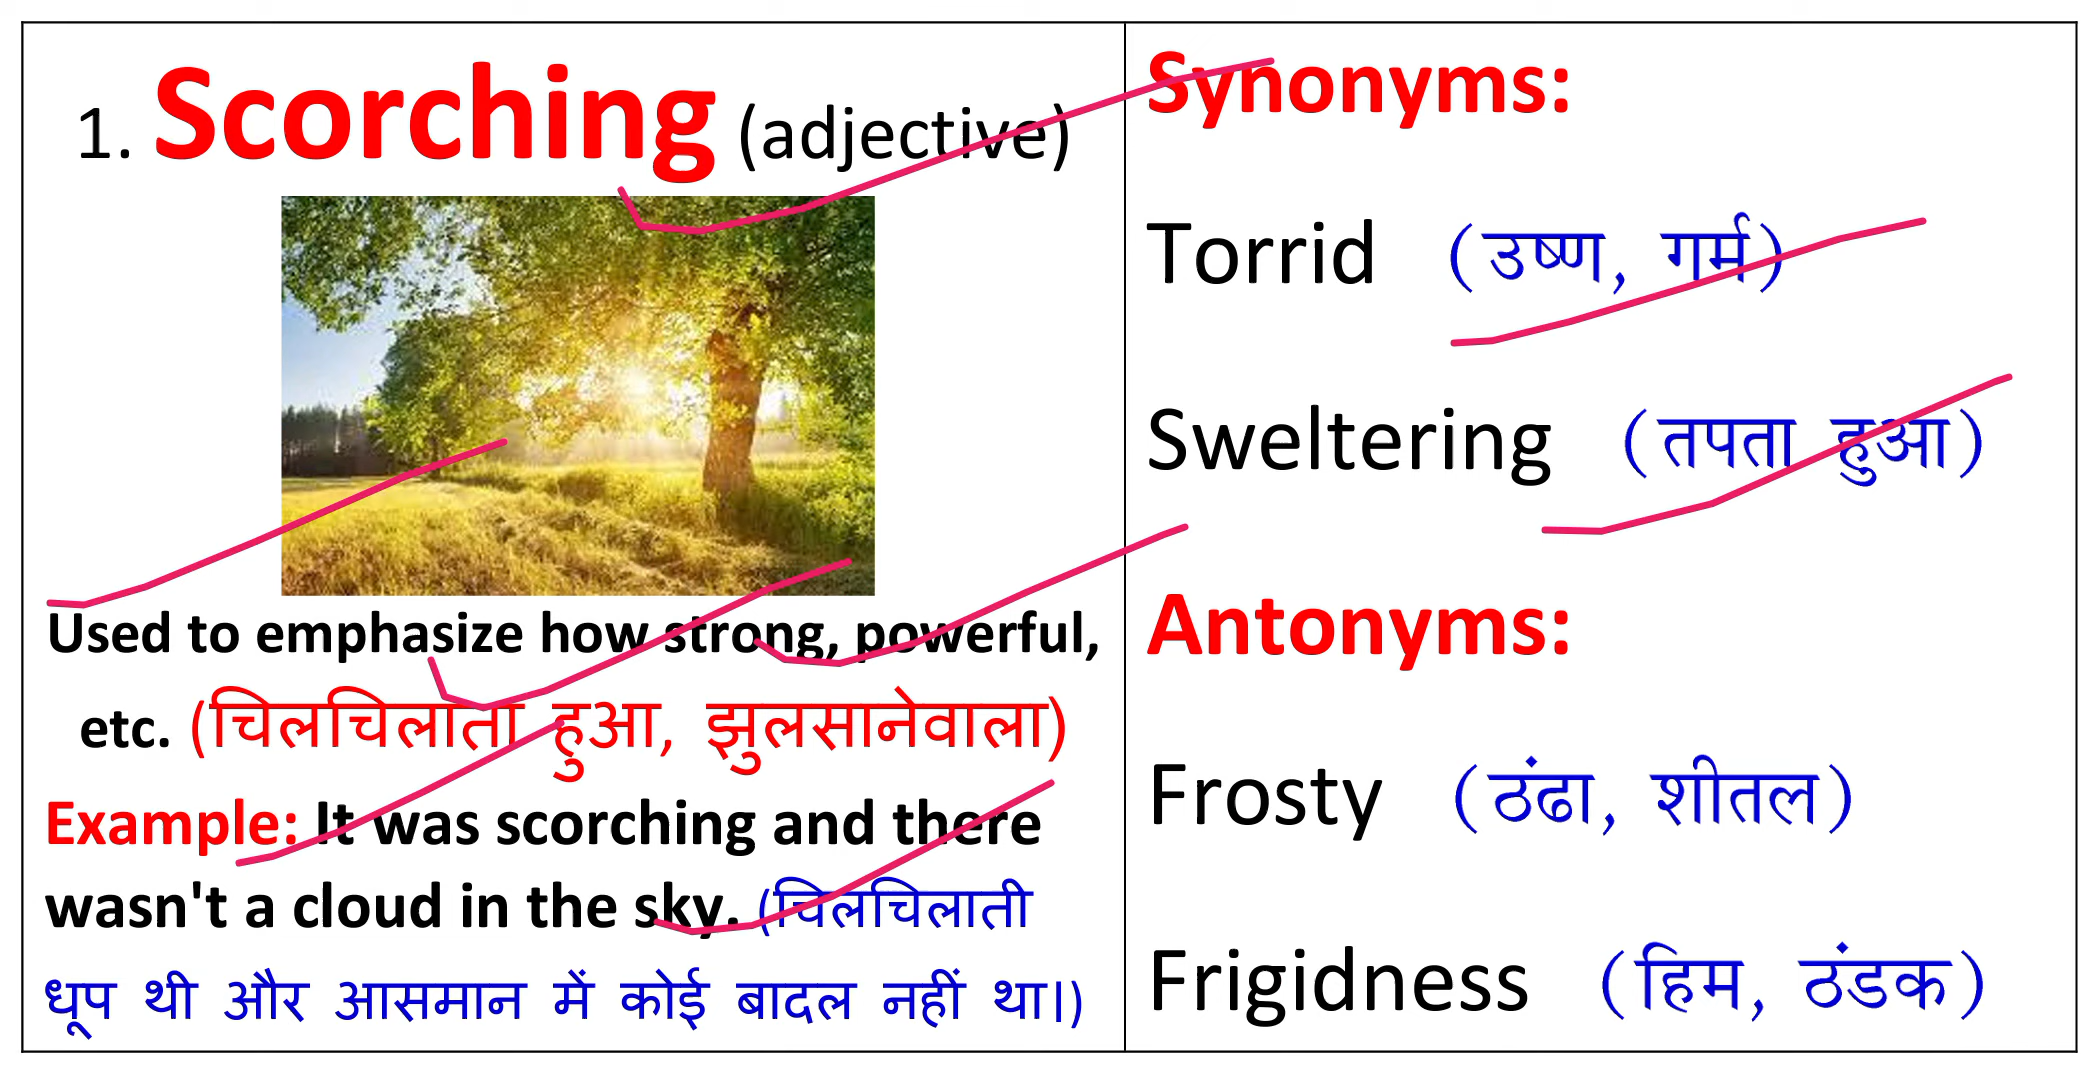 1. Scorching (adjective)
Used to emphasize how strong, powerful,
etc. (चिलचिलाता हुआ, झुलसानेवाला)
Example: It was scorching and there
wasn't a cloud in the sky. (चिलचिलाती
धूप थी और आसमान में कोई बादल नहीं था।)
Synonyms:
Torrid (उष्ण, गर्म)
Sweltering (तपता हुआ)
Antonyms:
Frosty (ठंढा, शीतल)
Frigidness (हिम, ठंडक)